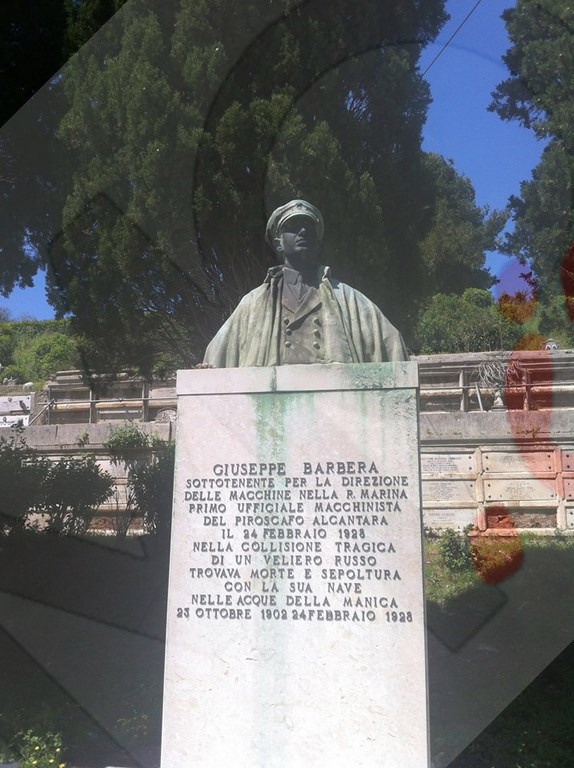 GIUSEPPE BARBERA
SOTTOTENENTE PER LA DIREZIONE
DELLE MACCHINE NELLA R. MARINA
PRIMO UFFICIALE MACCHINISTA
DEL PIROSCAFO ALCANTARA
IL 24 FEBBRAIO 1928
NELLA COLLISIONE TRAGICA
DI UN VELIERO RUSSO
TROVAVA MORTE E SEPOLTURA
CON LA SUA NAVE
NELLE ACQUE DELLA MANICA
23 OTTOBRE 1902 24 FEBBRAIO 1928